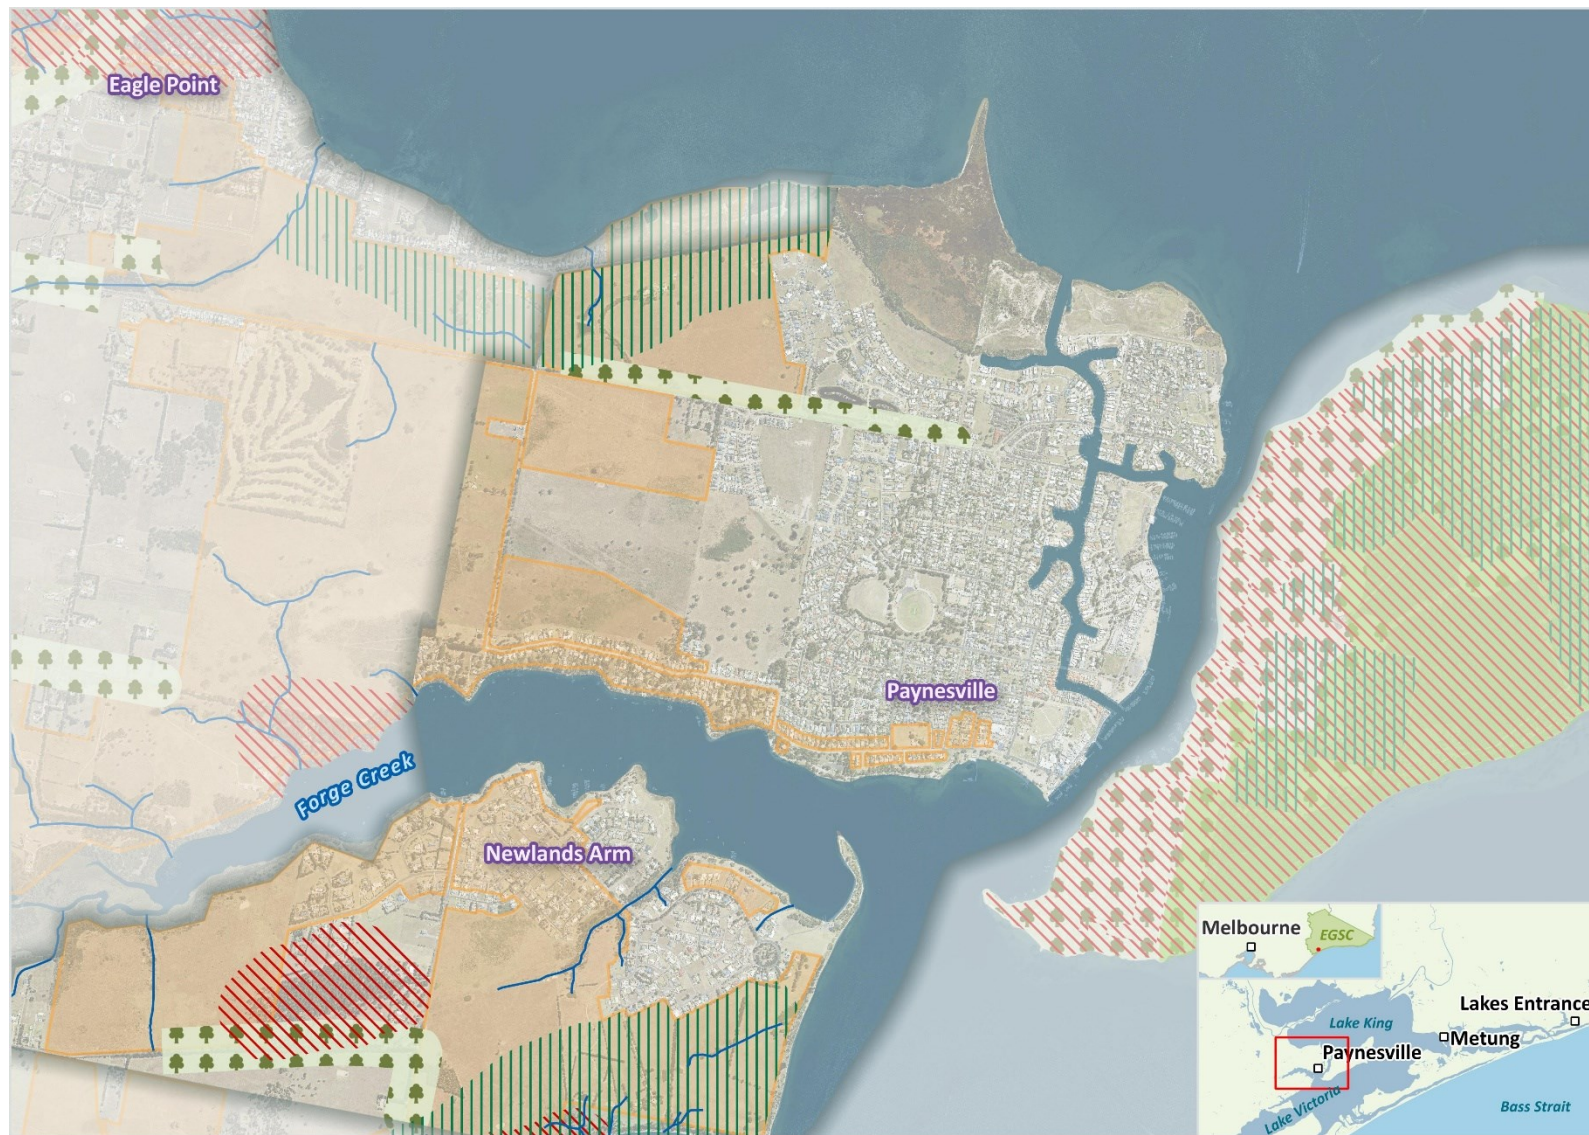 Eagle Point
Paynesville
Forge Creek
Newlands Arm
Melbourne
EGSC
Lakes Entrance
Lake King
Metung
Paynesville
Lake Victoria
Bass Strait